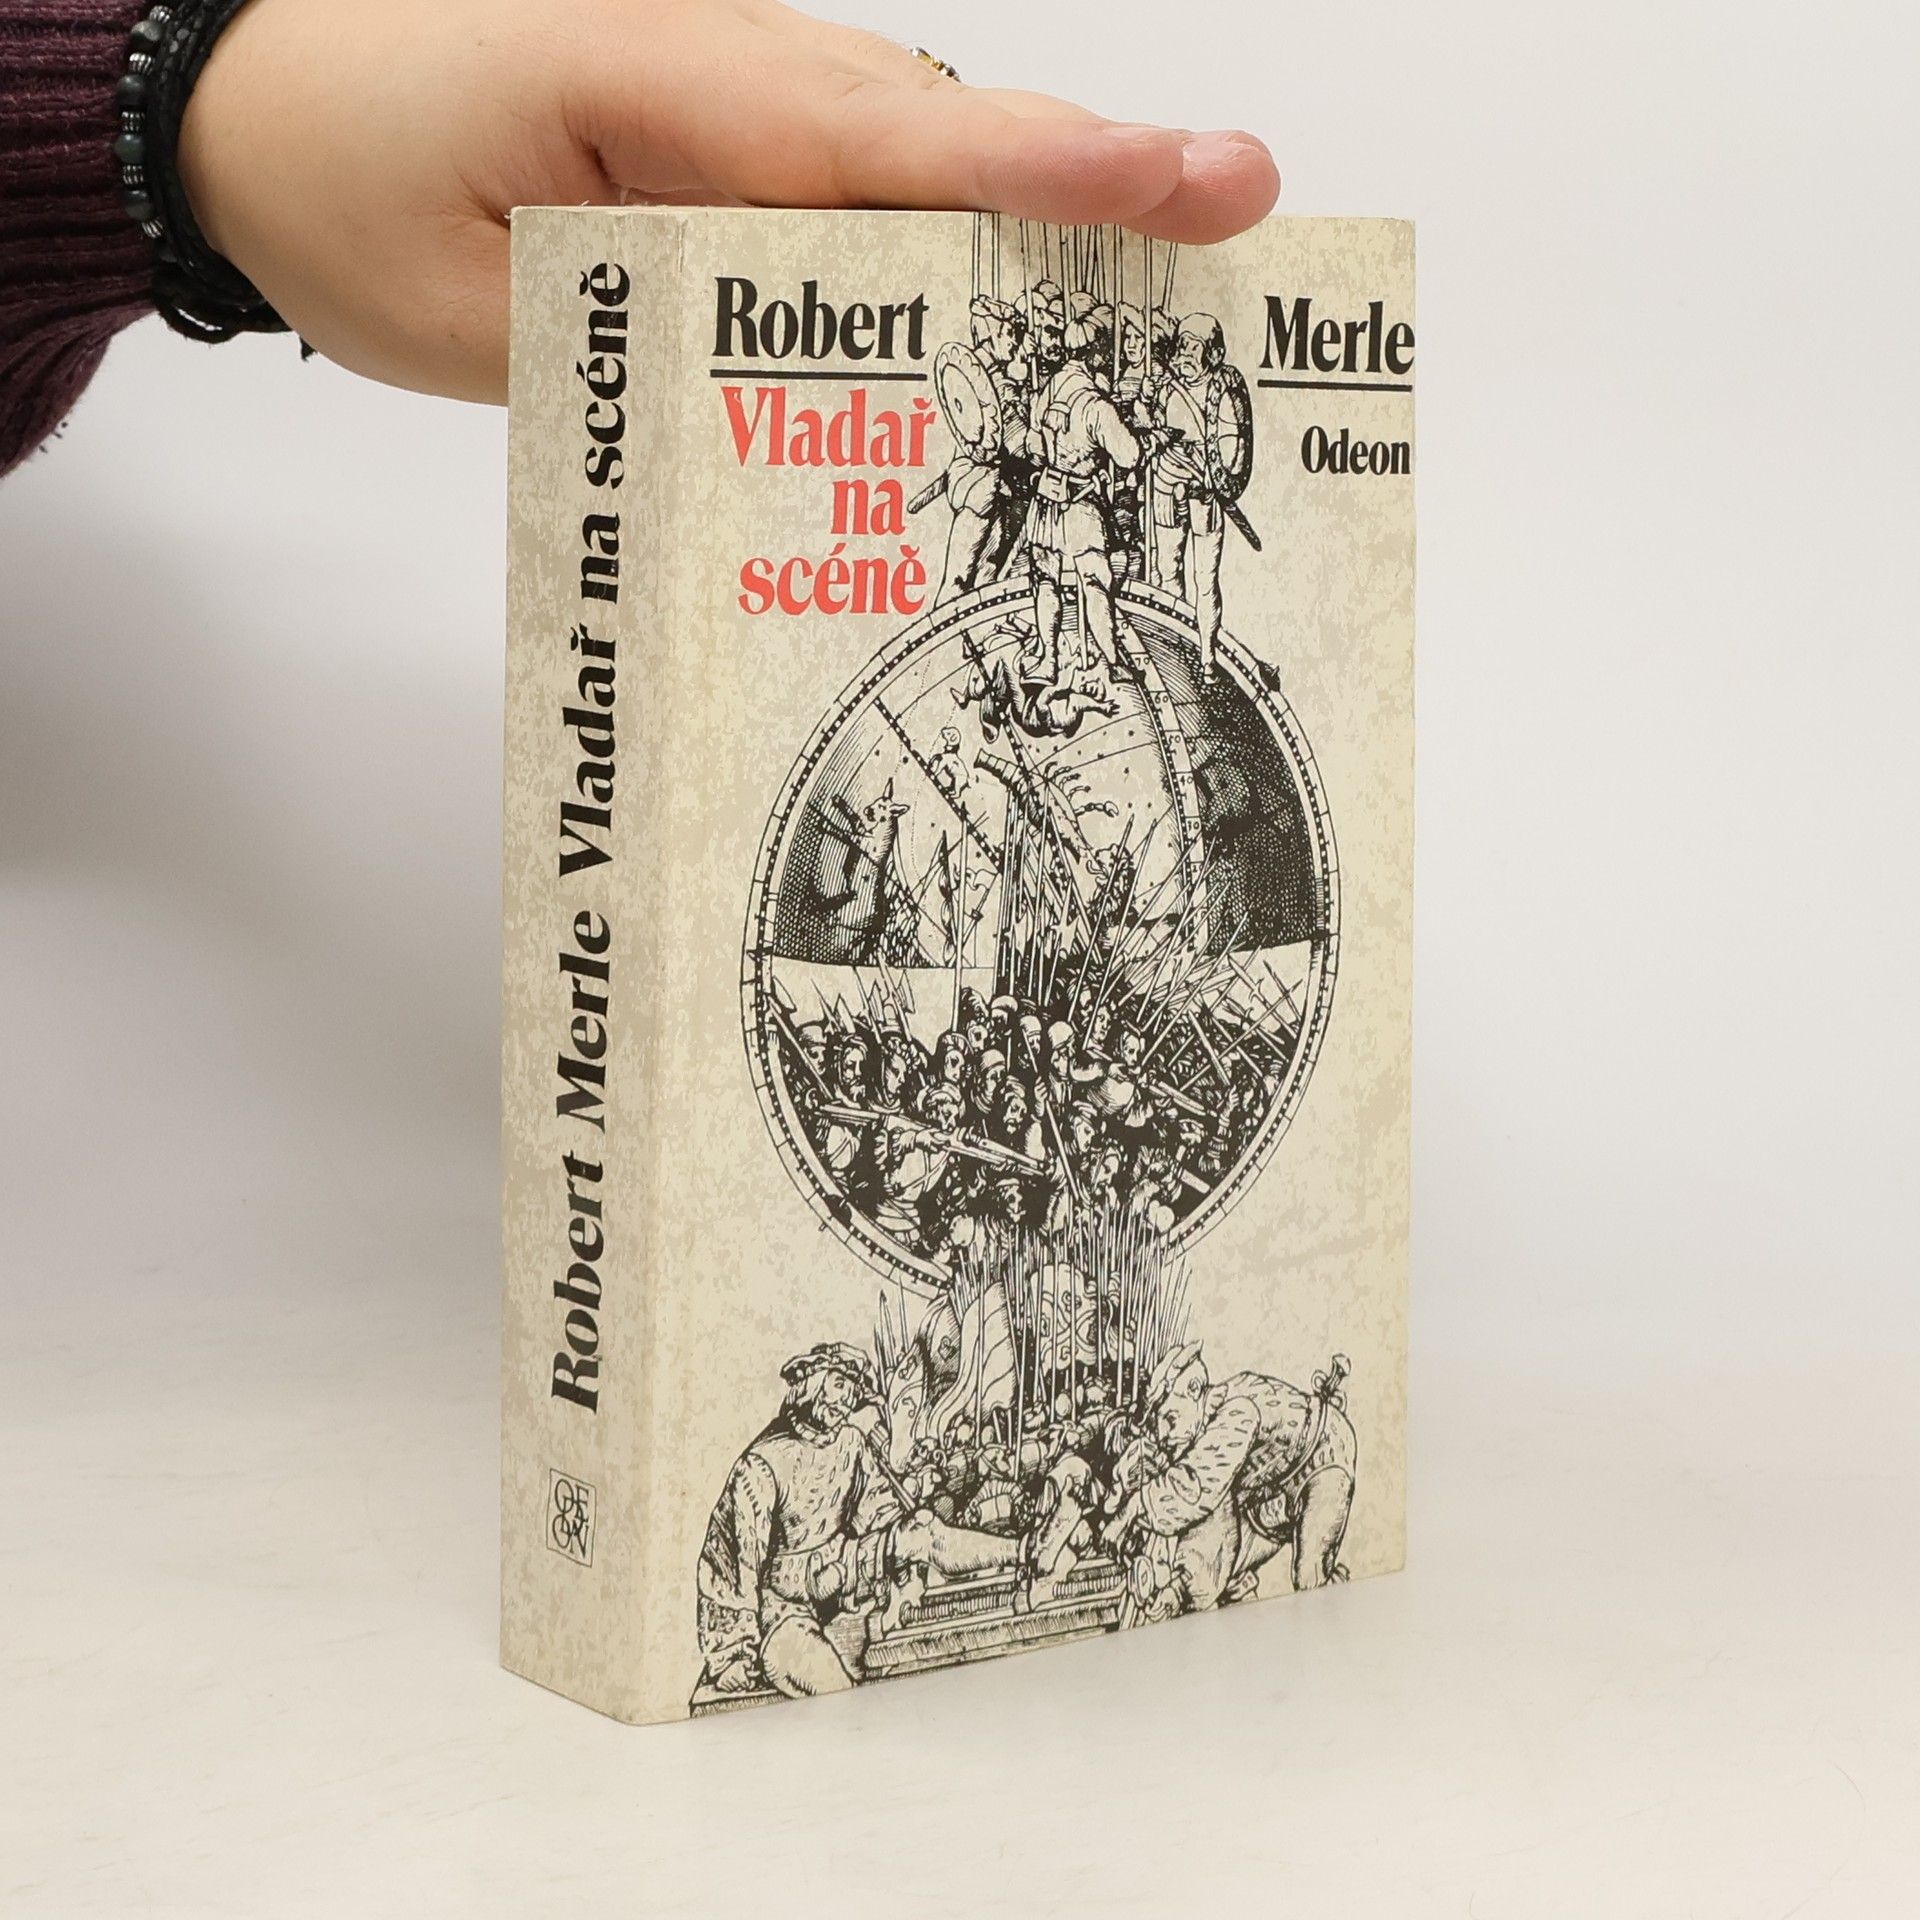 Robert Merle Vladař na scéně
ODEON
Robert Merle
Vladař
na
scéně
Odeon